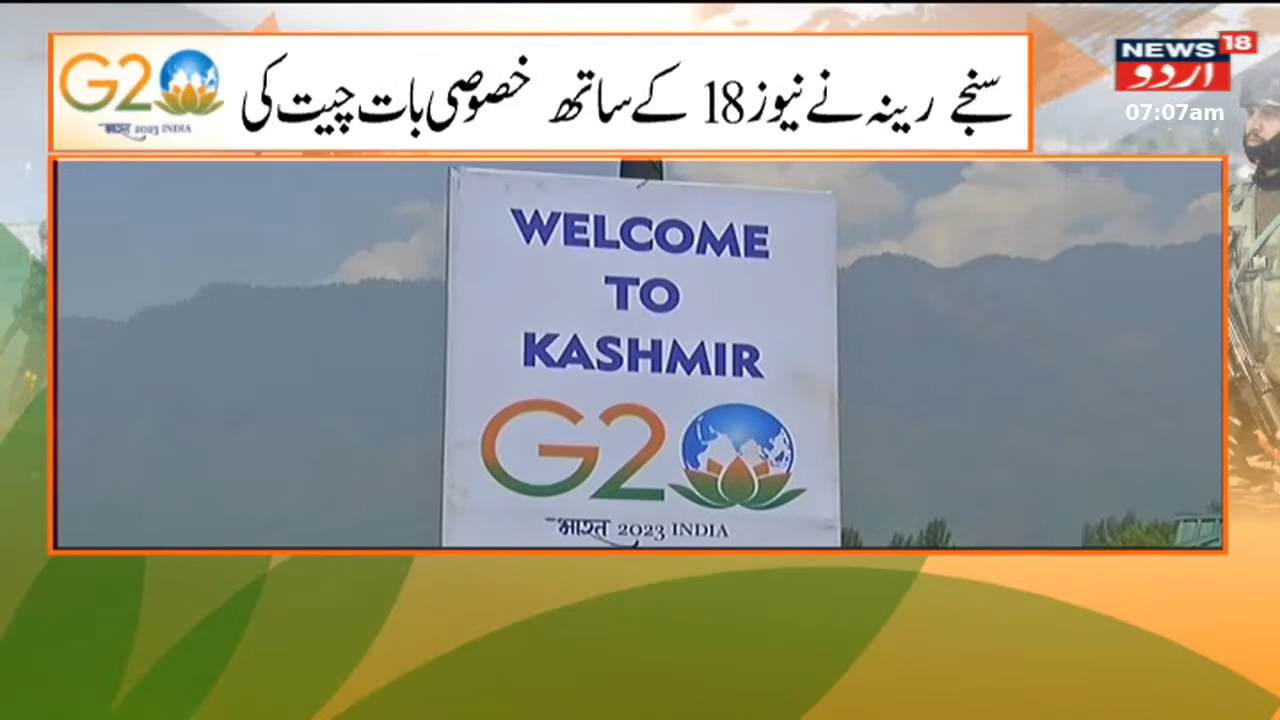 G20
भारत 2023 INDIA
سنجے رینہ نے نیوز 18 کے ساتھ خصوصی بات چیت کی
NEWS 18
اردو
07:07am
WELCOME
TO
KASHMIR
G20
भारत 2023 INDIA